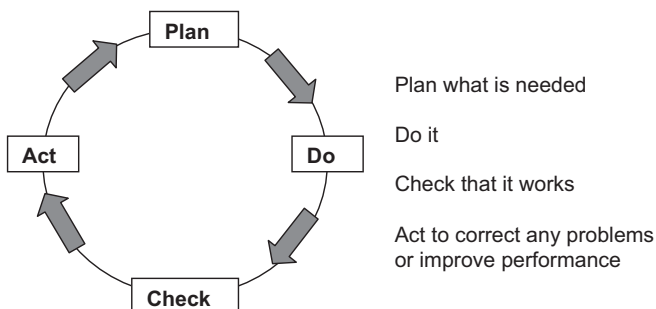 Plan
Act
Do
Check
Plan what is needed
Do it
Check that it works
Act to correct any problems
or improve performance